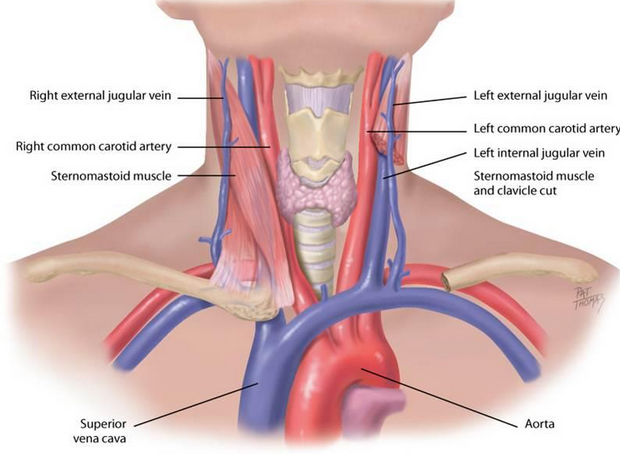 Right external jugular vein
Right common carotid artery
Sternomastoid muscle
Left external jugular vein
Left common carotid artery
Left internal jugular vein
Sternomastoid muscle
and clavicle cut
PAT
THOMAS
Superior
vena cava
Aorta